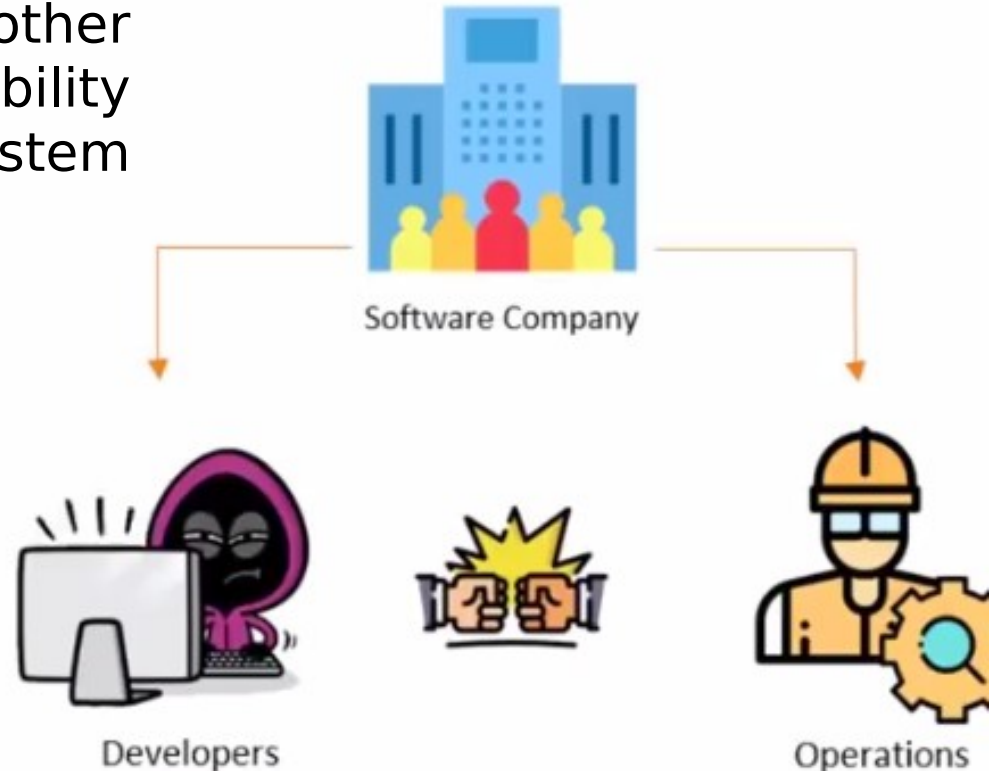 other
bility
stem
Software Company
Developers
Operations